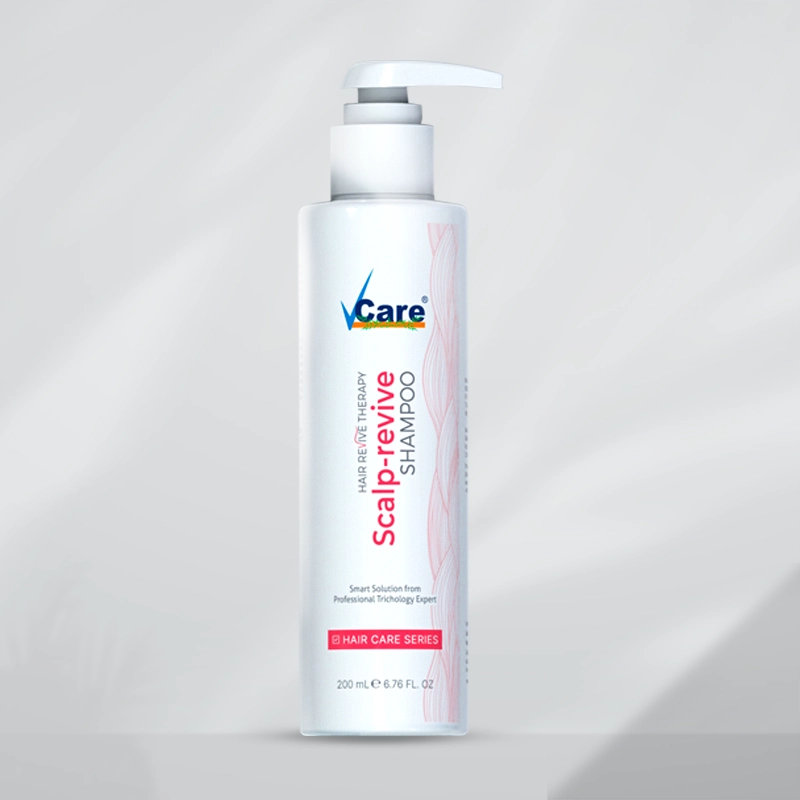 VCare®
HAIR REVIVE THERAPY
Scalp-revive
SHAMPOO
Smart Solution from
Professional Trichology Expert
HAIR CARE SERIES
200 mL ℮ 6.76 FL. OZ